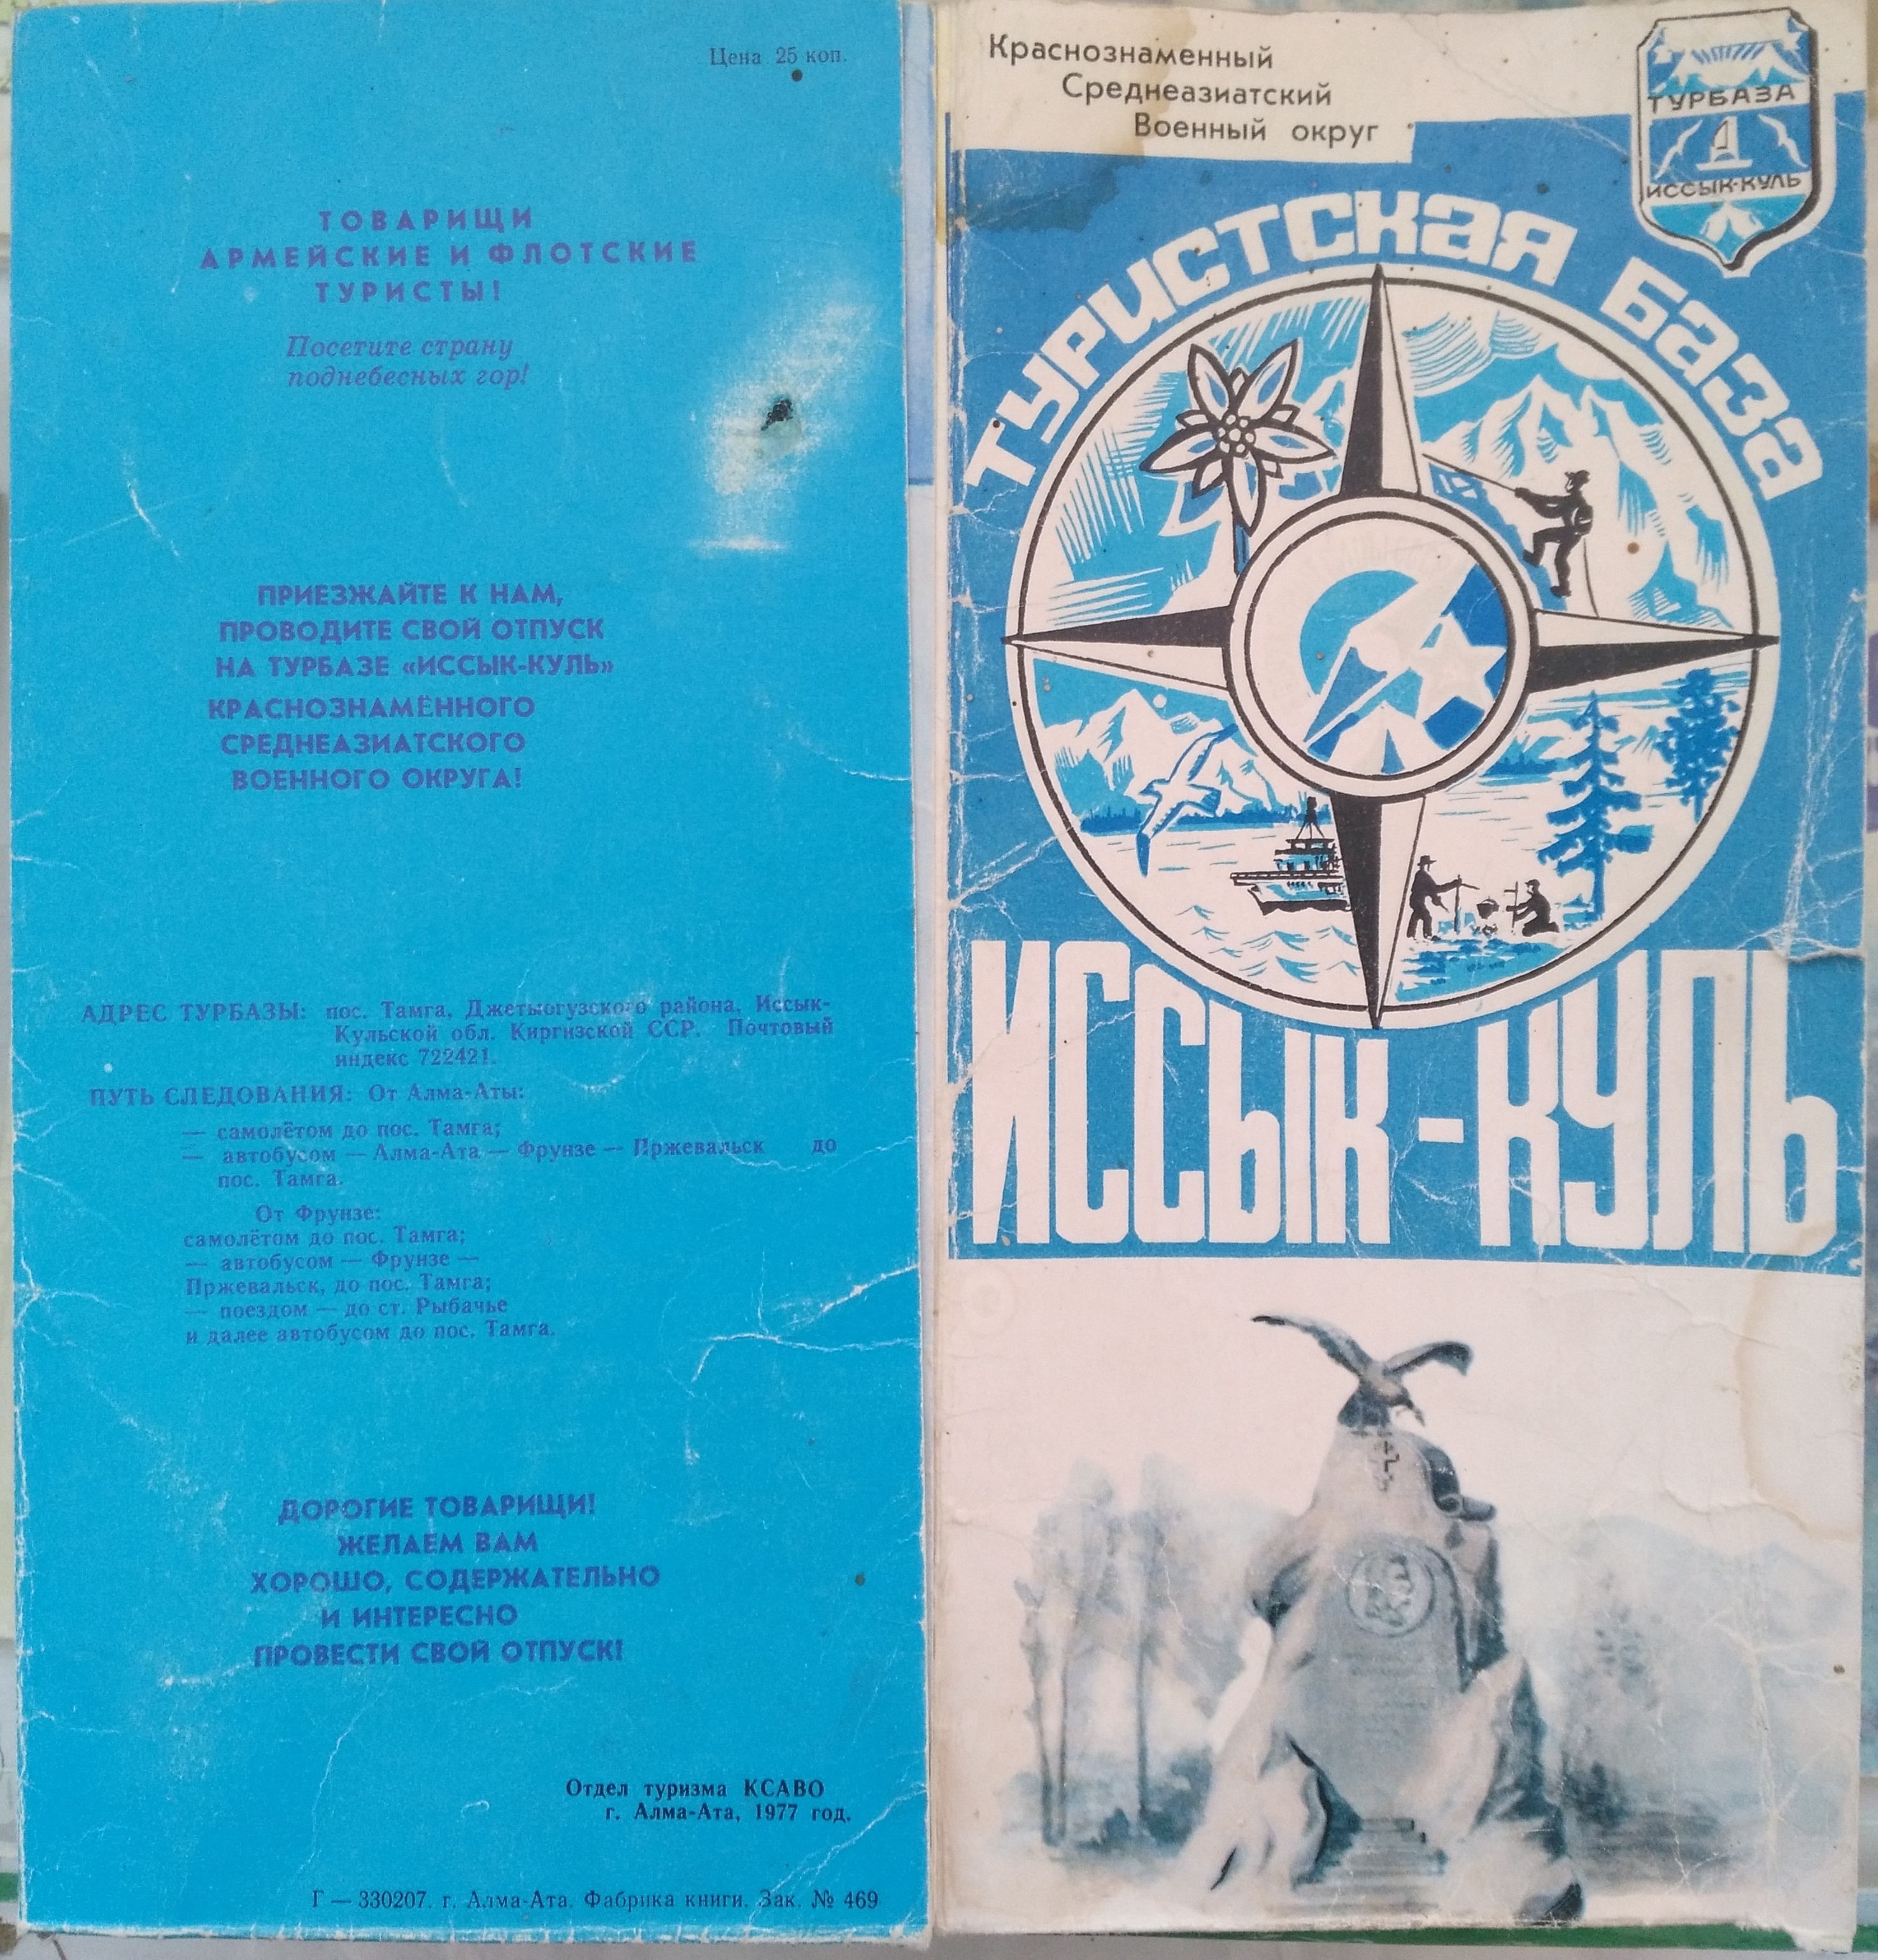 Цена 25 коп.
ТОВАРИЩИ
АРМЕЙСКИЕ И ФЛОТСКИЕ
ТУРИСТЫ!
Посетите страну
поднебесных гор!
ПРИЕЗЖАЙТЕ К НАМ,
ПРОВОДИТЕ СВОЙ ОТПУСК
НА ТУРБАЗЕ «ИССЫК-КУЛЬ»
КРАСНОЗНАМЁННОГО
СРЕДНЕАЗИАТСКОГО
ВОЕННОГО ОКРУГА!
АДРЕС ТУРБАЗЫ: пос. Тамга, Джетыогузского района, Иссык-
Кульской обл. Киргизской ССР. Почтовый
индекс 722421.
ПУТЬ СЛЕДОВАНИЯ: От Алма-Аты:
— самолётом до пос. Тамга;
— автобусом — Алма-Ата — Фрунзе — Пржевальск до
пос. Тамга.
От Фрунзе:
самолётом до пос. Тамга;
— автобусом — Фрунзе —
Пржевальск, до пос. Тамга;
— поездом — до ст. Рыбачье
и далее автобусом до пос. Тамга.
ДОРОГИЕ ТОВАРИЩИ!
ЖЕЛАЕМ ВАМ
ХОРОШО, СОДЕРЖАТЕЛЬНО
И ИНТЕРЕСНО
ПРОВЕСТИ СВОЙ ОТПУСК!
Отдел туризма КСАВО
г. Алма-Ата, 1977 год.
Г — 330207. г. Алма-Ата. Фабрика книги. Зак. № 469
Краснознаменный
Среднеазиатский
Военный округ
ТУРБАЗА
ИССЫК-КУЛЬ
ТУРИСТСКАЯ БАЗА
ИССЫК-КУЛЬ